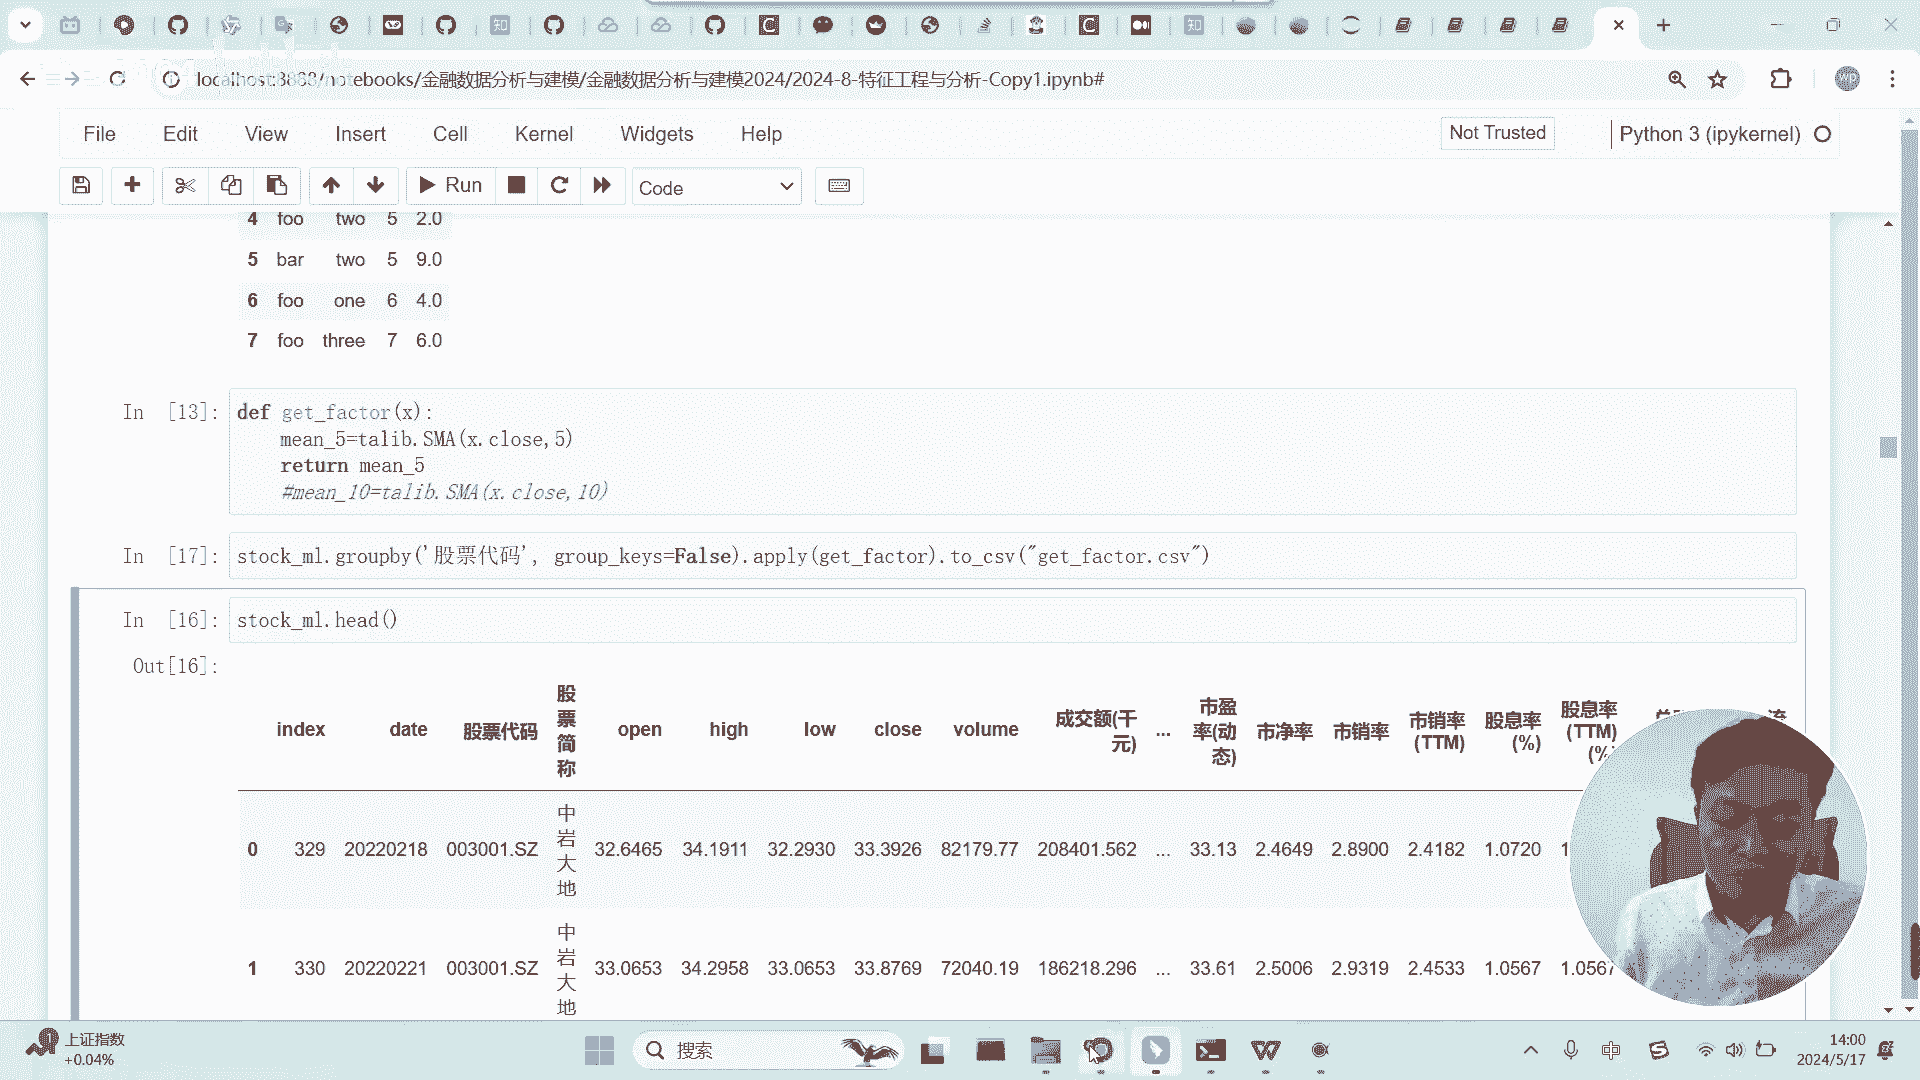 localhost:8888/notebooks/金融数据分析与建模/金融数据分析与建模2024/2024-8-特征工程与分析-Copy1.ipynb#
wp
File Edit View Insert Cell Kernel Widgets Help
Not Trusted
Python 3 (ipykernel)
Run
Code
4 foo two 5 2.0
5 bar two 5 9.0
6 foo one 6 4.0
7 foo three 7 6.0
In [13]:
def get_factor(x):
mean_5=talib.SMA(x.close,5)
return mean_5
#mean_10=talib.SMA(x.close,10)
In [17]: stock_ml.groupby('股票代码', group_keys=False).apply(get_factor).to_csv("get_factor.csv")
In [16]: stock_ml.head()
Out[16]:
index date 股票代码 股票简称 open high low close volume 成交额(千元) ... 市盈率(动态) 市净率 市销率 市销率(TTM) 股息率(%) 股息率(TTM)(%)
0 329 20220218 003001.SZ 中岩大地 32.6465 34.1911 32.2930 33.3926 82179.77 208401.562 ... 33.13 2.4649 2.8900 2.4182 1.0720
1 330 20220221 003001.SZ 中岩大地 33.0653 34.2958 33.0653 33.8769 72040.19 186218.296 ... 33.61 2.5006 2.9319 2.4533 1.0567 1.0567
上证指数
+0.04%
搜索
中
14:00
2024/5/17